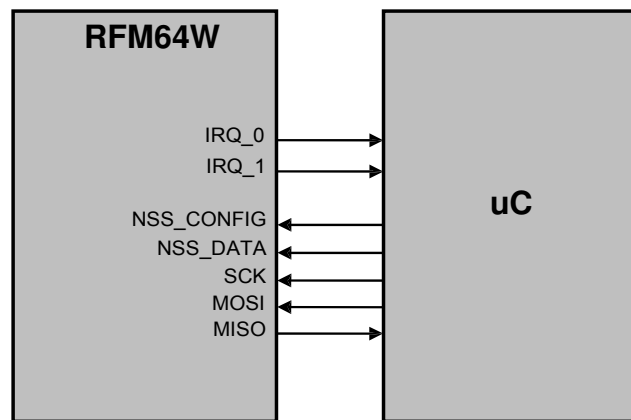 RFM64W
IRQ_0
IRQ_1
NSS_CONFIG
NSS_DATA
SCK
MOSI
MISO
uC